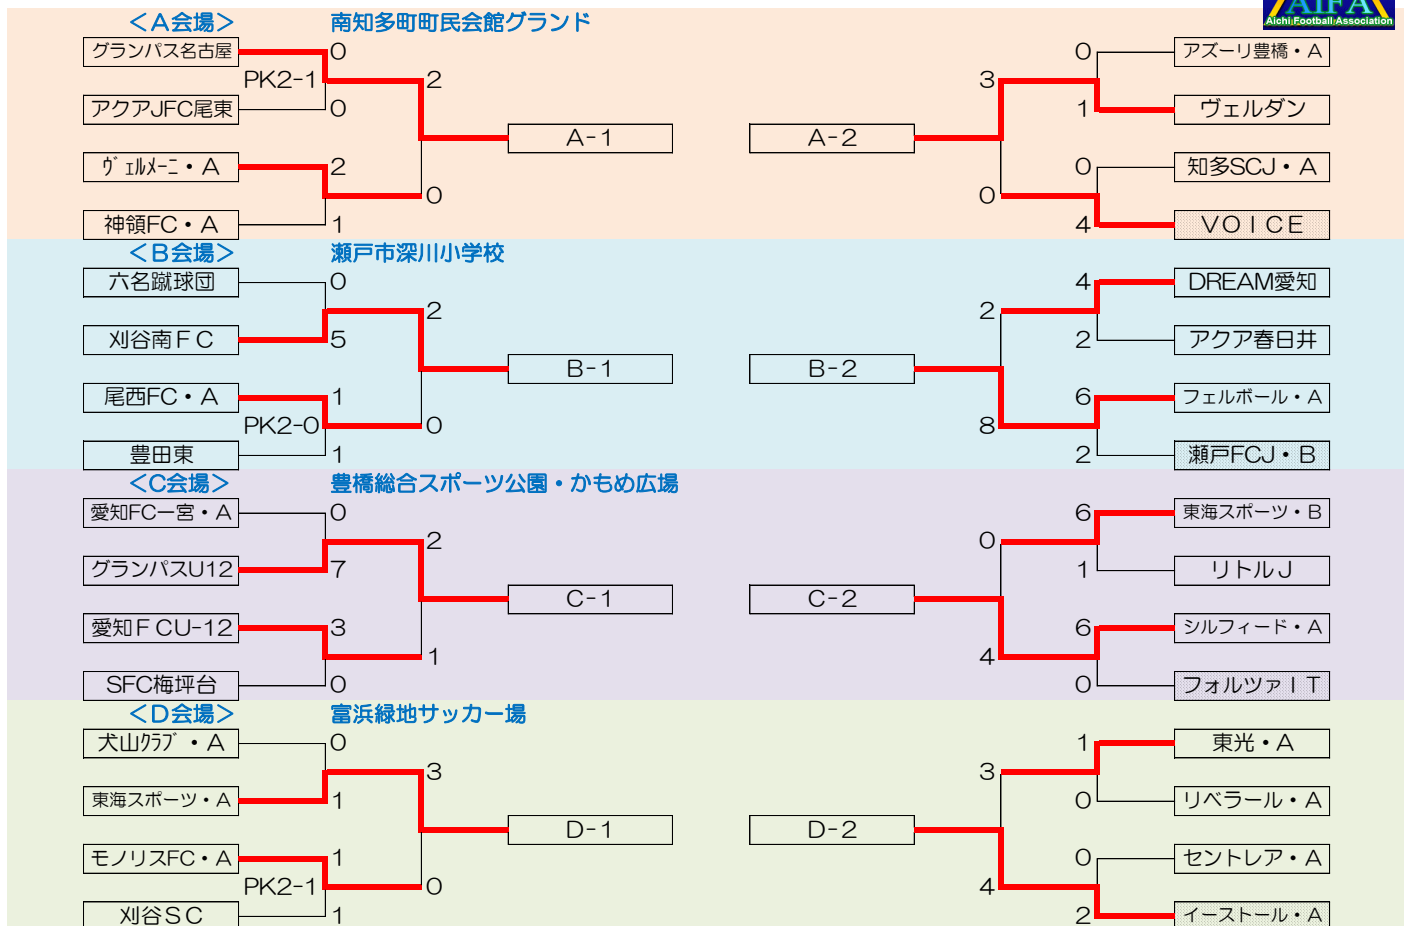 AIFA
Aichi Football Association
＜A会場＞ 南知多町町民会館グランド
グランパス名古屋 0 0 アズーリ豊橋・A
PK2-1 2 3
アクアJFC尾東 0 1 ヴェルダン
A-1 A-2
ヴェルメーニ・A 2 0 知多SCJ・A
0 0
神領FC・A 1 4 VOICE
＜B会場＞ 瀬戸市深川小学校
六名蹴球団 0 4 DREAM愛知
2 2
刈谷南FC 5 2 アクア春日井
B-1 B-2
尾西FC・A 1 6 フェルボール・A
PK2-0 0 8
豊田東 1 2 瀬戸FCJ・B
＜C会場＞ 豊橋総合スポーツ公園・かもめ広場
愛知FC一宮・A 0 6 東海スポーツ・B
2 0
グランパスU12 7 1 リトルJ
C-1 C-2
愛知FCU-12 3 6 シルフィード・A
1 4
SFC梅坪台 0 0 フォルツァIT
＜D会場＞ 富浜緑地サッカー場
犬山クラブ・A 0 1 東光・A
3 3
東海スポーツ・A 1 0 リベラール・A
D-1 D-2
モノリスFC・A 1 0 セントレア・A
PK2-1 0 4
刈谷SC 1 2 イーストール・A